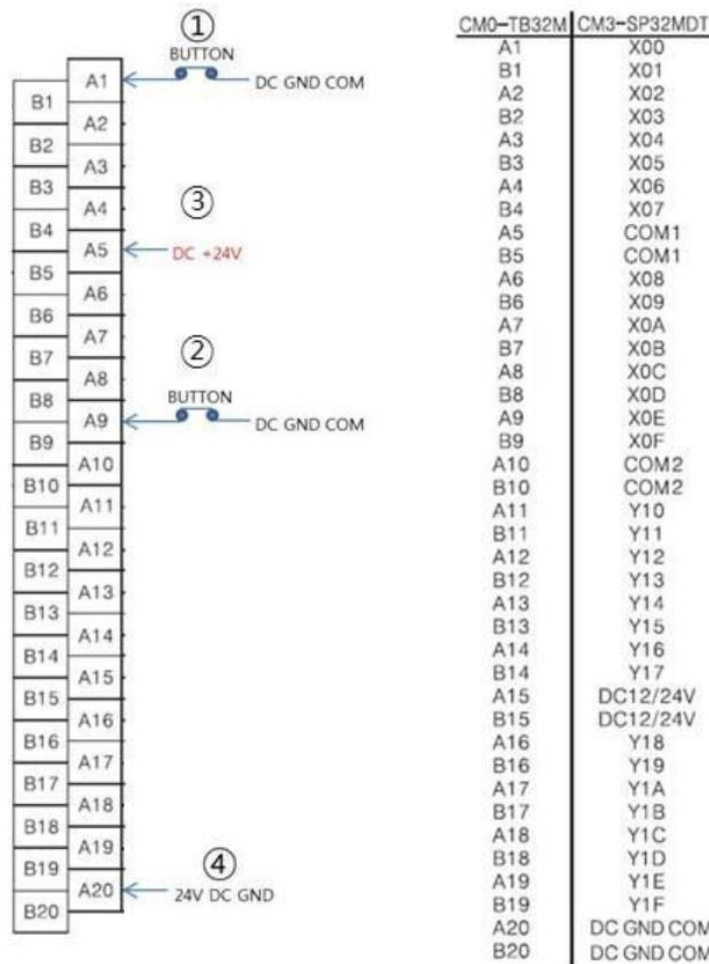 ①
BUTTON
DC GND COM
③
DC +24V
②
BUTTON
DC GND COM
④
24V DC GND
A1
B1
A2
B2
A3
B3
A4
B4
A5
B5
A6
B6
A7
B7
A8
B8
A9
B9
A10
B10
A11
B11
A12
B12
A13
B13
A14
B14
A15
B15
A16
B16
A17
B17
A18
B18
A19
B19
A20
B20
CM0-TB32M CM3-SP32MDT
A1 X00
B1 X01
A2 X02
B2 X03
A3 X04
B3 X05
A4 X06
B4 X07
A5 COM1
B5 COM1
A6 X08
B6 X09
A7 X0A
B7 X0B
A8 X0C
B8 X0D
A9 X0E
B9 X0F
A10 COM2
B10 COM2
A11 Y10
B11 Y11
A12 Y12
B12 Y13
A13 Y14
B13 Y15
A14 Y16
B14 Y17
A15 DC12/24V
B15 DC12/24V
A16 Y18
B16 Y19
A17 Y1A
B17 Y1B
A18 Y1C
B18 Y1D
A19 Y1E
B19 Y1F
A20 DC GND COM
B20 DC GND COM